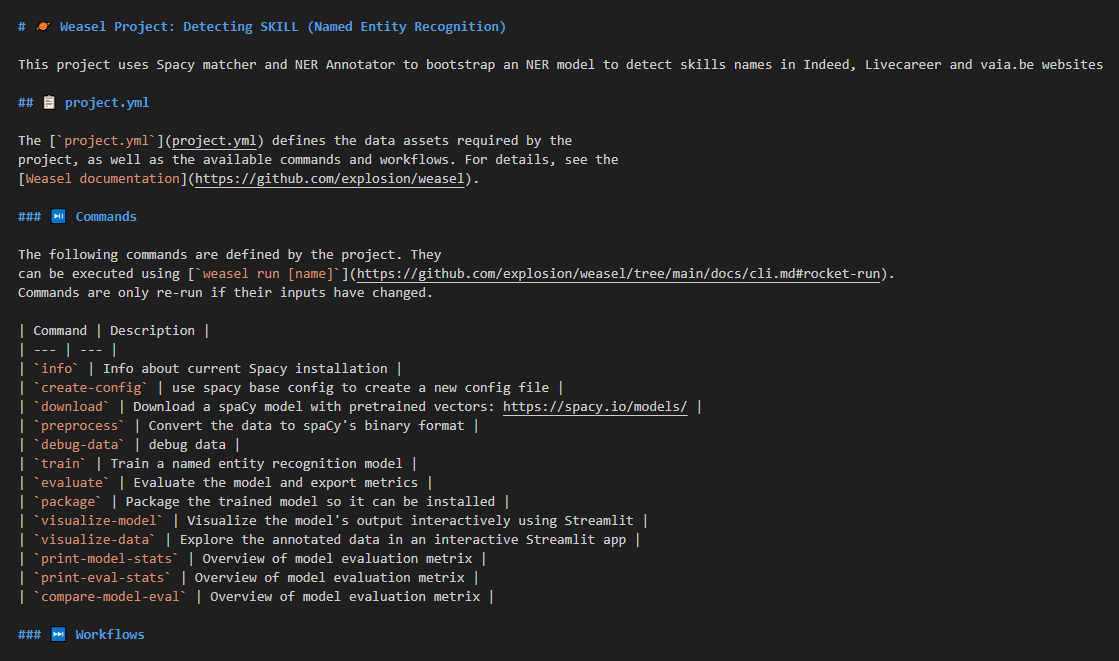 # 🪐 Weasel Project: Detecting SKILL (Named Entity Recognition)
This project uses Spacy matcher and NER Annotator to bootstrap an NER model to detect skills names in Indeed, Livecareer and vaia.be websites
## 📋 project.yml
The [`project.yml`](project.yml) defines the data assets required by the
project, as well as the available commands and workflows. For details, see the
[Weasel documentation](https://github.com/explosion/weasel).
### ⏯ Commands
The following commands are defined by the project. They
can be executed using [`weasel run [name]`](https://github.com/explosion/weasel/tree/main/docs/cli.md#rocket-run).
Commands are only re-run if their inputs have changed.
| Command | Description |
| --- | --- |
| `info` | Info about current Spacy installation |
| `create-config` | use spacy base config to create a new config file |
| `download` | Download a spaCy model with pretrained vectors: https://spacy.io/models/ |
| `preprocess` | Convert the data to spaCy's binary format |
| `debug-data` | debug data |
| `train` | Train a named entity recognition model |
| `evaluate` | Evaluate the model and export metrics |
| `package` | Package the trained model so it can be installed |
| `visualize-model` | Visualize the model's output interactively using Streamlit |
| `visualize-data` | Explore the annotated data in an interactive Streamlit app |
| `print-model-stats` | Overview of model evaluation metrix |
| `print-eval-stats` | Overview of model evaluation metrix |
| `compare-model-eval` | Overview of model evaluation metrix |
### ⏭ Workflows